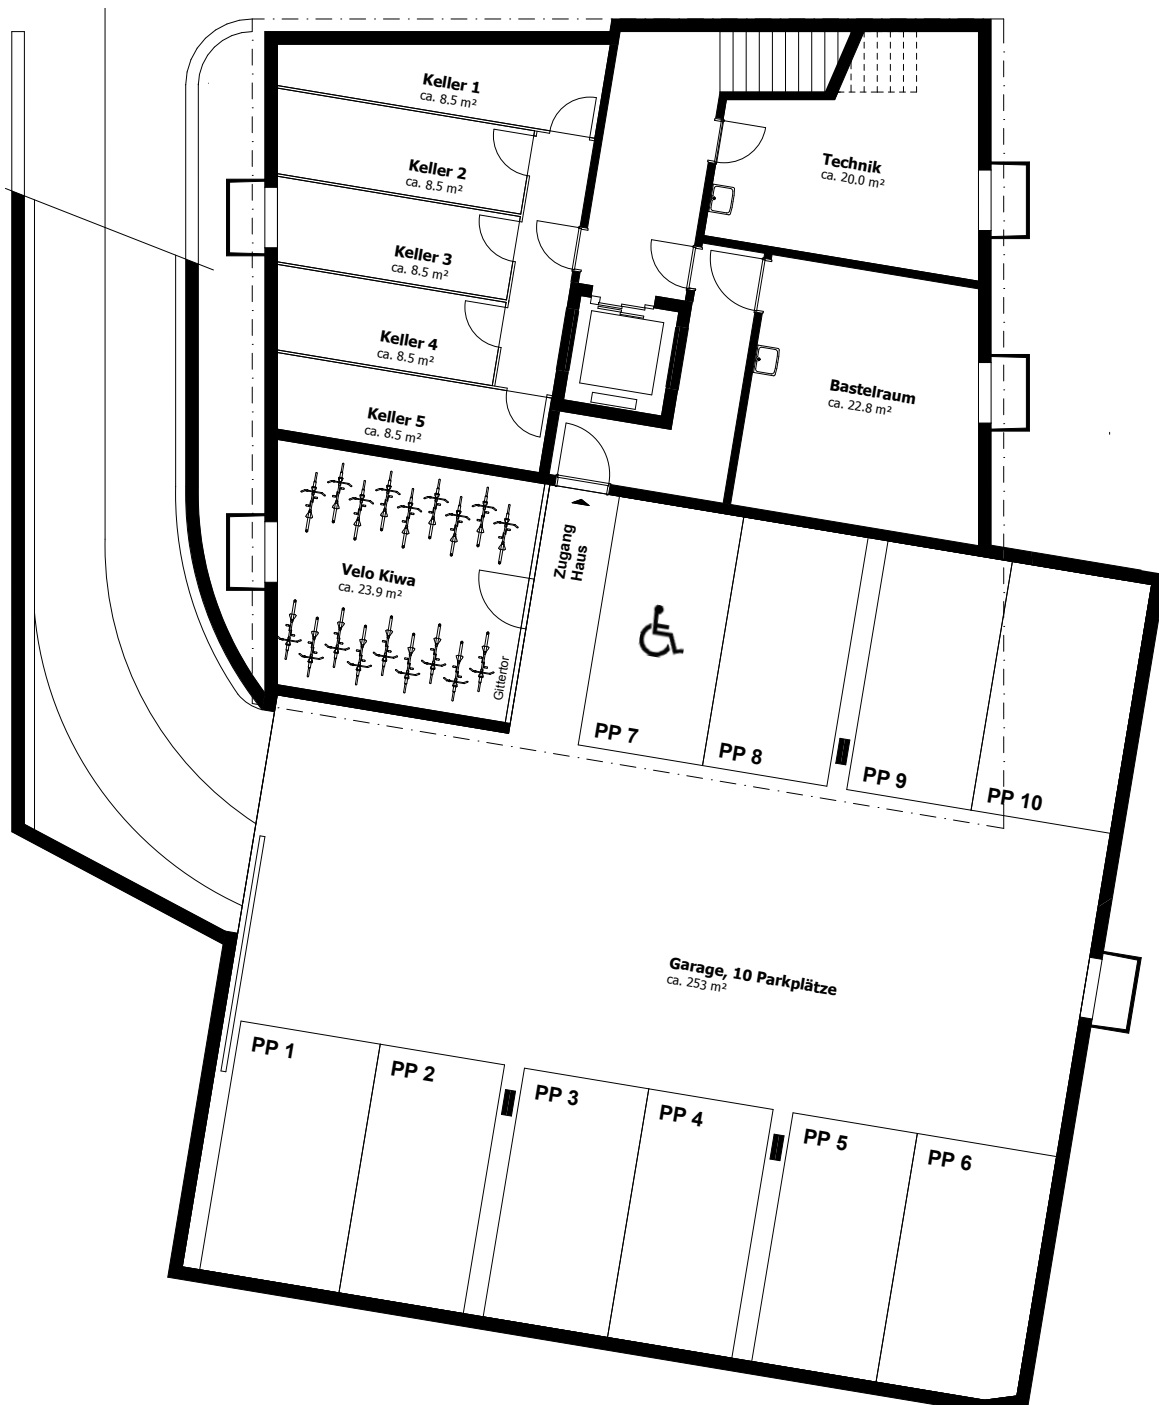 Keller 1
ca. 8.5 m²
Keller 2
ca. 8.5 m²
Technik
ca. 20.0 m²
Keller 3
ca. 8.5 m²
Keller 4
ca. 8.5 m²
Bastelraum
ca. 22.8 m²
Keller 5
ca. 8.5 m²
Zugang
Haus
Velo Kiwa
ca. 23.9 m²
Gittertor
PP 7
PP 8
PP 9
PP 10
Garage, 10 Parkplätze
ca. 253 m²
PP 1
PP 2
PP 3
PP 4
PP 5
PP 6